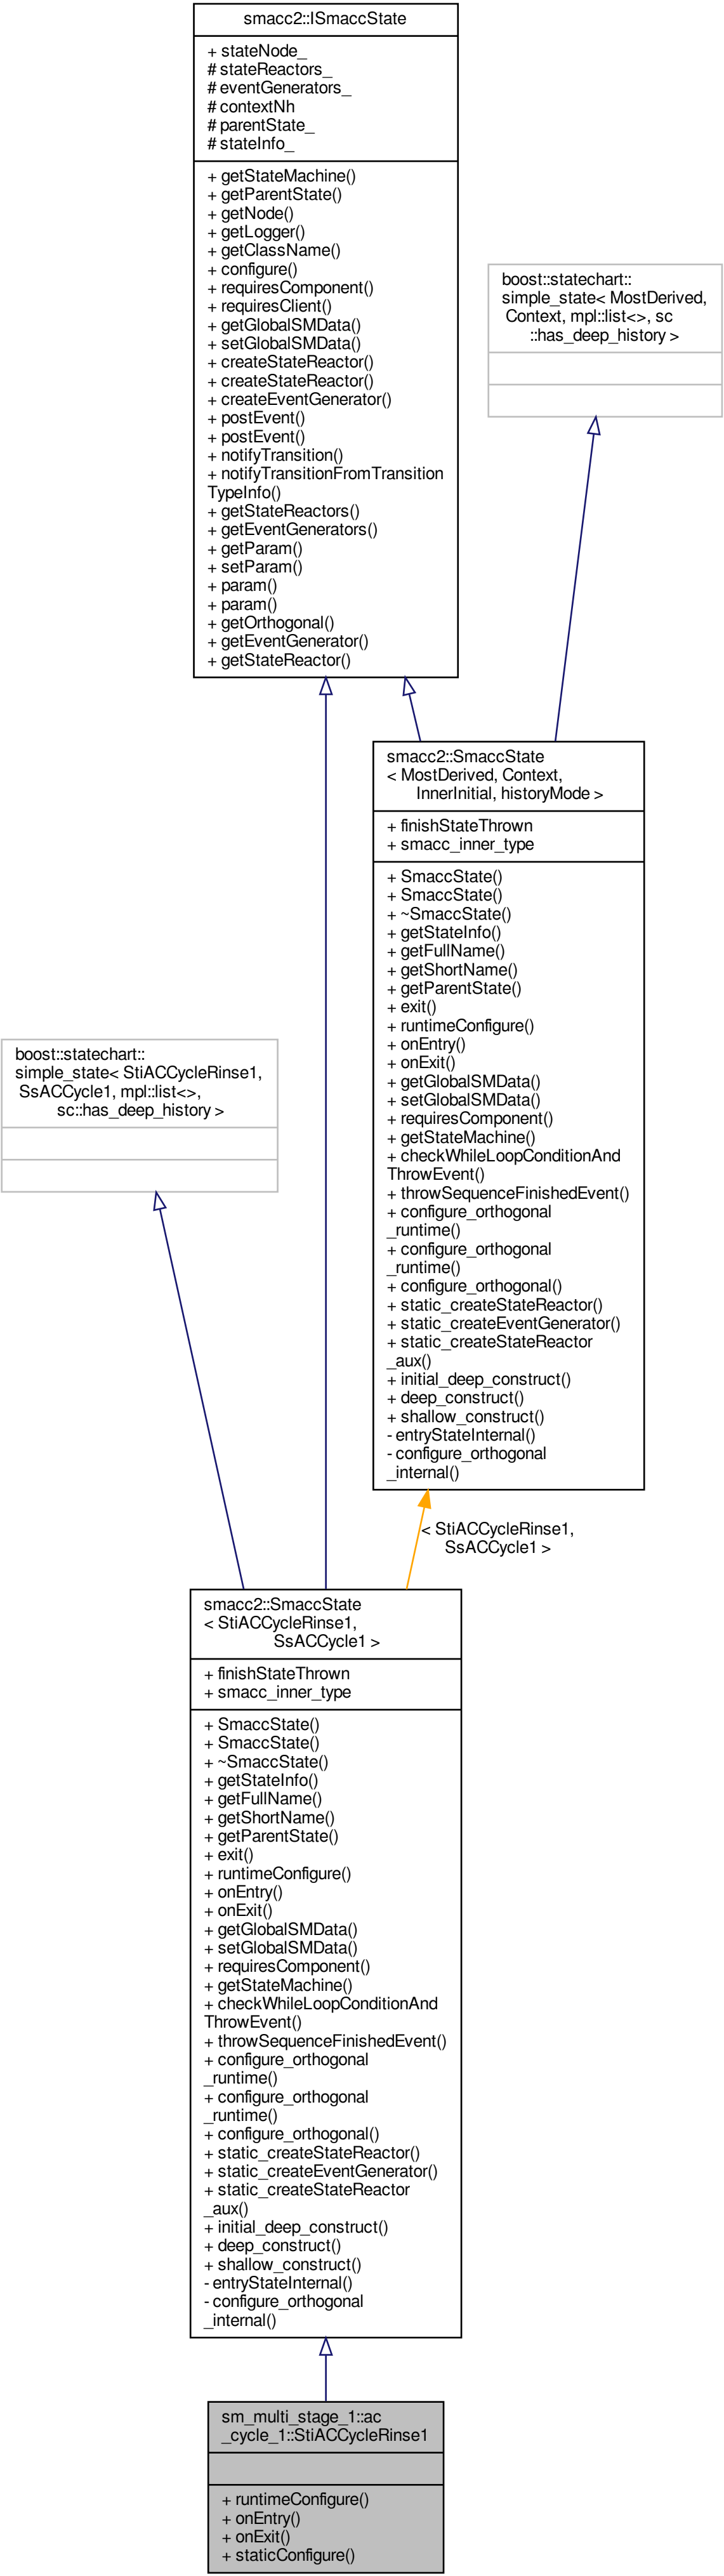 smacc2::ISmaccState
+ stateNode_
# stateReactors_
# eventGenerators_
# contextNh
# parentState_
# stateInfo_
+ getStateMachine()
+ getParentState()
+ getNode()
+ getLogger()
+ getClassName()
+ configure()
+ requiresComponent()
+ requiresClient()
+ getGlobalSMData()
+ setGlobalSMData()
+ createStateReactor()
+ createStateReactor()
+ createEventGenerator()
+ postEvent()
+ postEvent()
+ notifyTransition()
+ notifyTransitionFromTransition
TypeInfo()
+ getStateReactors()
+ getEventGenerators()
+ getParam()
+ setParam()
+ param()
+ param()
+ getOrthogonal()
+ getEventGenerator()
+ getStateReactor()
boost::statechart::
simple_state< MostDerived,
Context, mpl::list<>, sc
::has_deep_history >
smacc2::SmaccState
< MostDerived, Context,
InnerInitial, historyMode >
+ finishStateThrown
+ smacc_inner_type
+ SmaccState()
+ SmaccState()
+ ~SmaccState()
+ getStateInfo()
+ getFullName()
+ getShortName()
+ getParentState()
+ exit()
+ runtimeConfigure()
+ onEntry()
+ onExit()
+ getGlobalSMData()
+ setGlobalSMData()
+ requiresComponent()
+ getStateMachine()
+ checkWhileLoopConditionAnd
ThrowEvent()
+ throwSequenceFinishedEvent()
+ configure_orthogonal
_runtime()
+ configure_orthogonal
_runtime()
+ configure_orthogonal()
+ static_createStateReactor()
+ static_createEventGenerator()
+ static_createStateReactor
_aux()
+ initial_deep_construct()
+ deep_construct()
+ shallow_construct()
- entryStateInternal()
- configure_orthogonal
_internal()
boost::statechart::
simple_state< StiACCycleRinse1,
SsACCycle1, mpl::list<>,
sc::has_deep_history >
< StiACCycleRinse1,
SsACCycle1 >
smacc2::SmaccState
< StiACCycleRinse1,
SsACCycle1 >
+ finishStateThrown
+ smacc_inner_type
+ SmaccState()
+ SmaccState()
+ ~SmaccState()
+ getStateInfo()
+ getFullName()
+ getShortName()
+ getParentState()
+ exit()
+ runtimeConfigure()
+ onEntry()
+ onExit()
+ getGlobalSMData()
+ setGlobalSMData()
+ requiresComponent()
+ getStateMachine()
+ checkWhileLoopConditionAnd
ThrowEvent()
+ throwSequenceFinishedEvent()
+ configure_orthogonal
_runtime()
+ configure_orthogonal
_runtime()
+ configure_orthogonal()
+ static_createStateReactor()
+ static_createEventGenerator()
+ static_createStateReactor
_aux()
+ initial_deep_construct()
+ deep_construct()
+ shallow_construct()
- entryStateInternal()
- configure_orthogonal
_internal()
sm_multi_stage_1::ac
_cycle_1::StiACCycleRinse1
+ runtimeConfigure()
+ onEntry()
+ onExit()
+ staticConfigure()